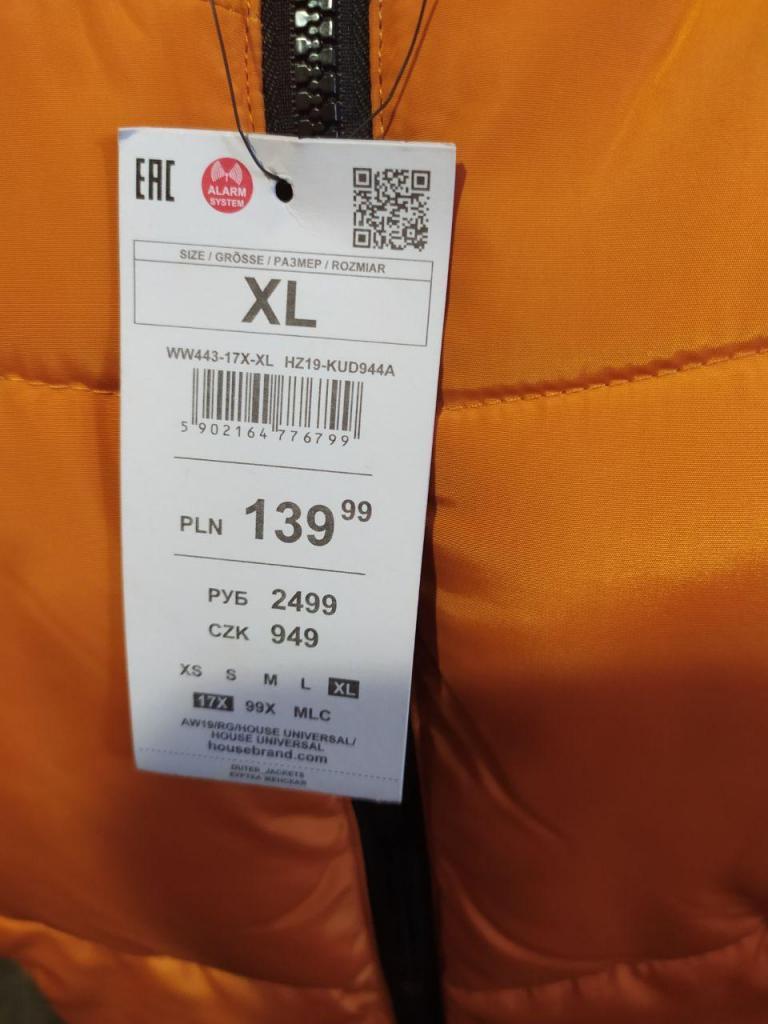 EAC
ALARM
SYSTEM
SIZE / GRÖSSE / РАЗМЕР / ROZMIAR
XL
WW443-17X-XL HZ19-KUD944A
5 902164 776799
PLN 139 99
РУБ 2499
CZK 949
XS S M L XL
17X 99X MLC
AW19/RG/HOUSE UNIVERSAL/
HOUSE UNIVERSAL
housebrand.com
OUTER JACKETS
КУРТКА ЖЕНСКАЯ